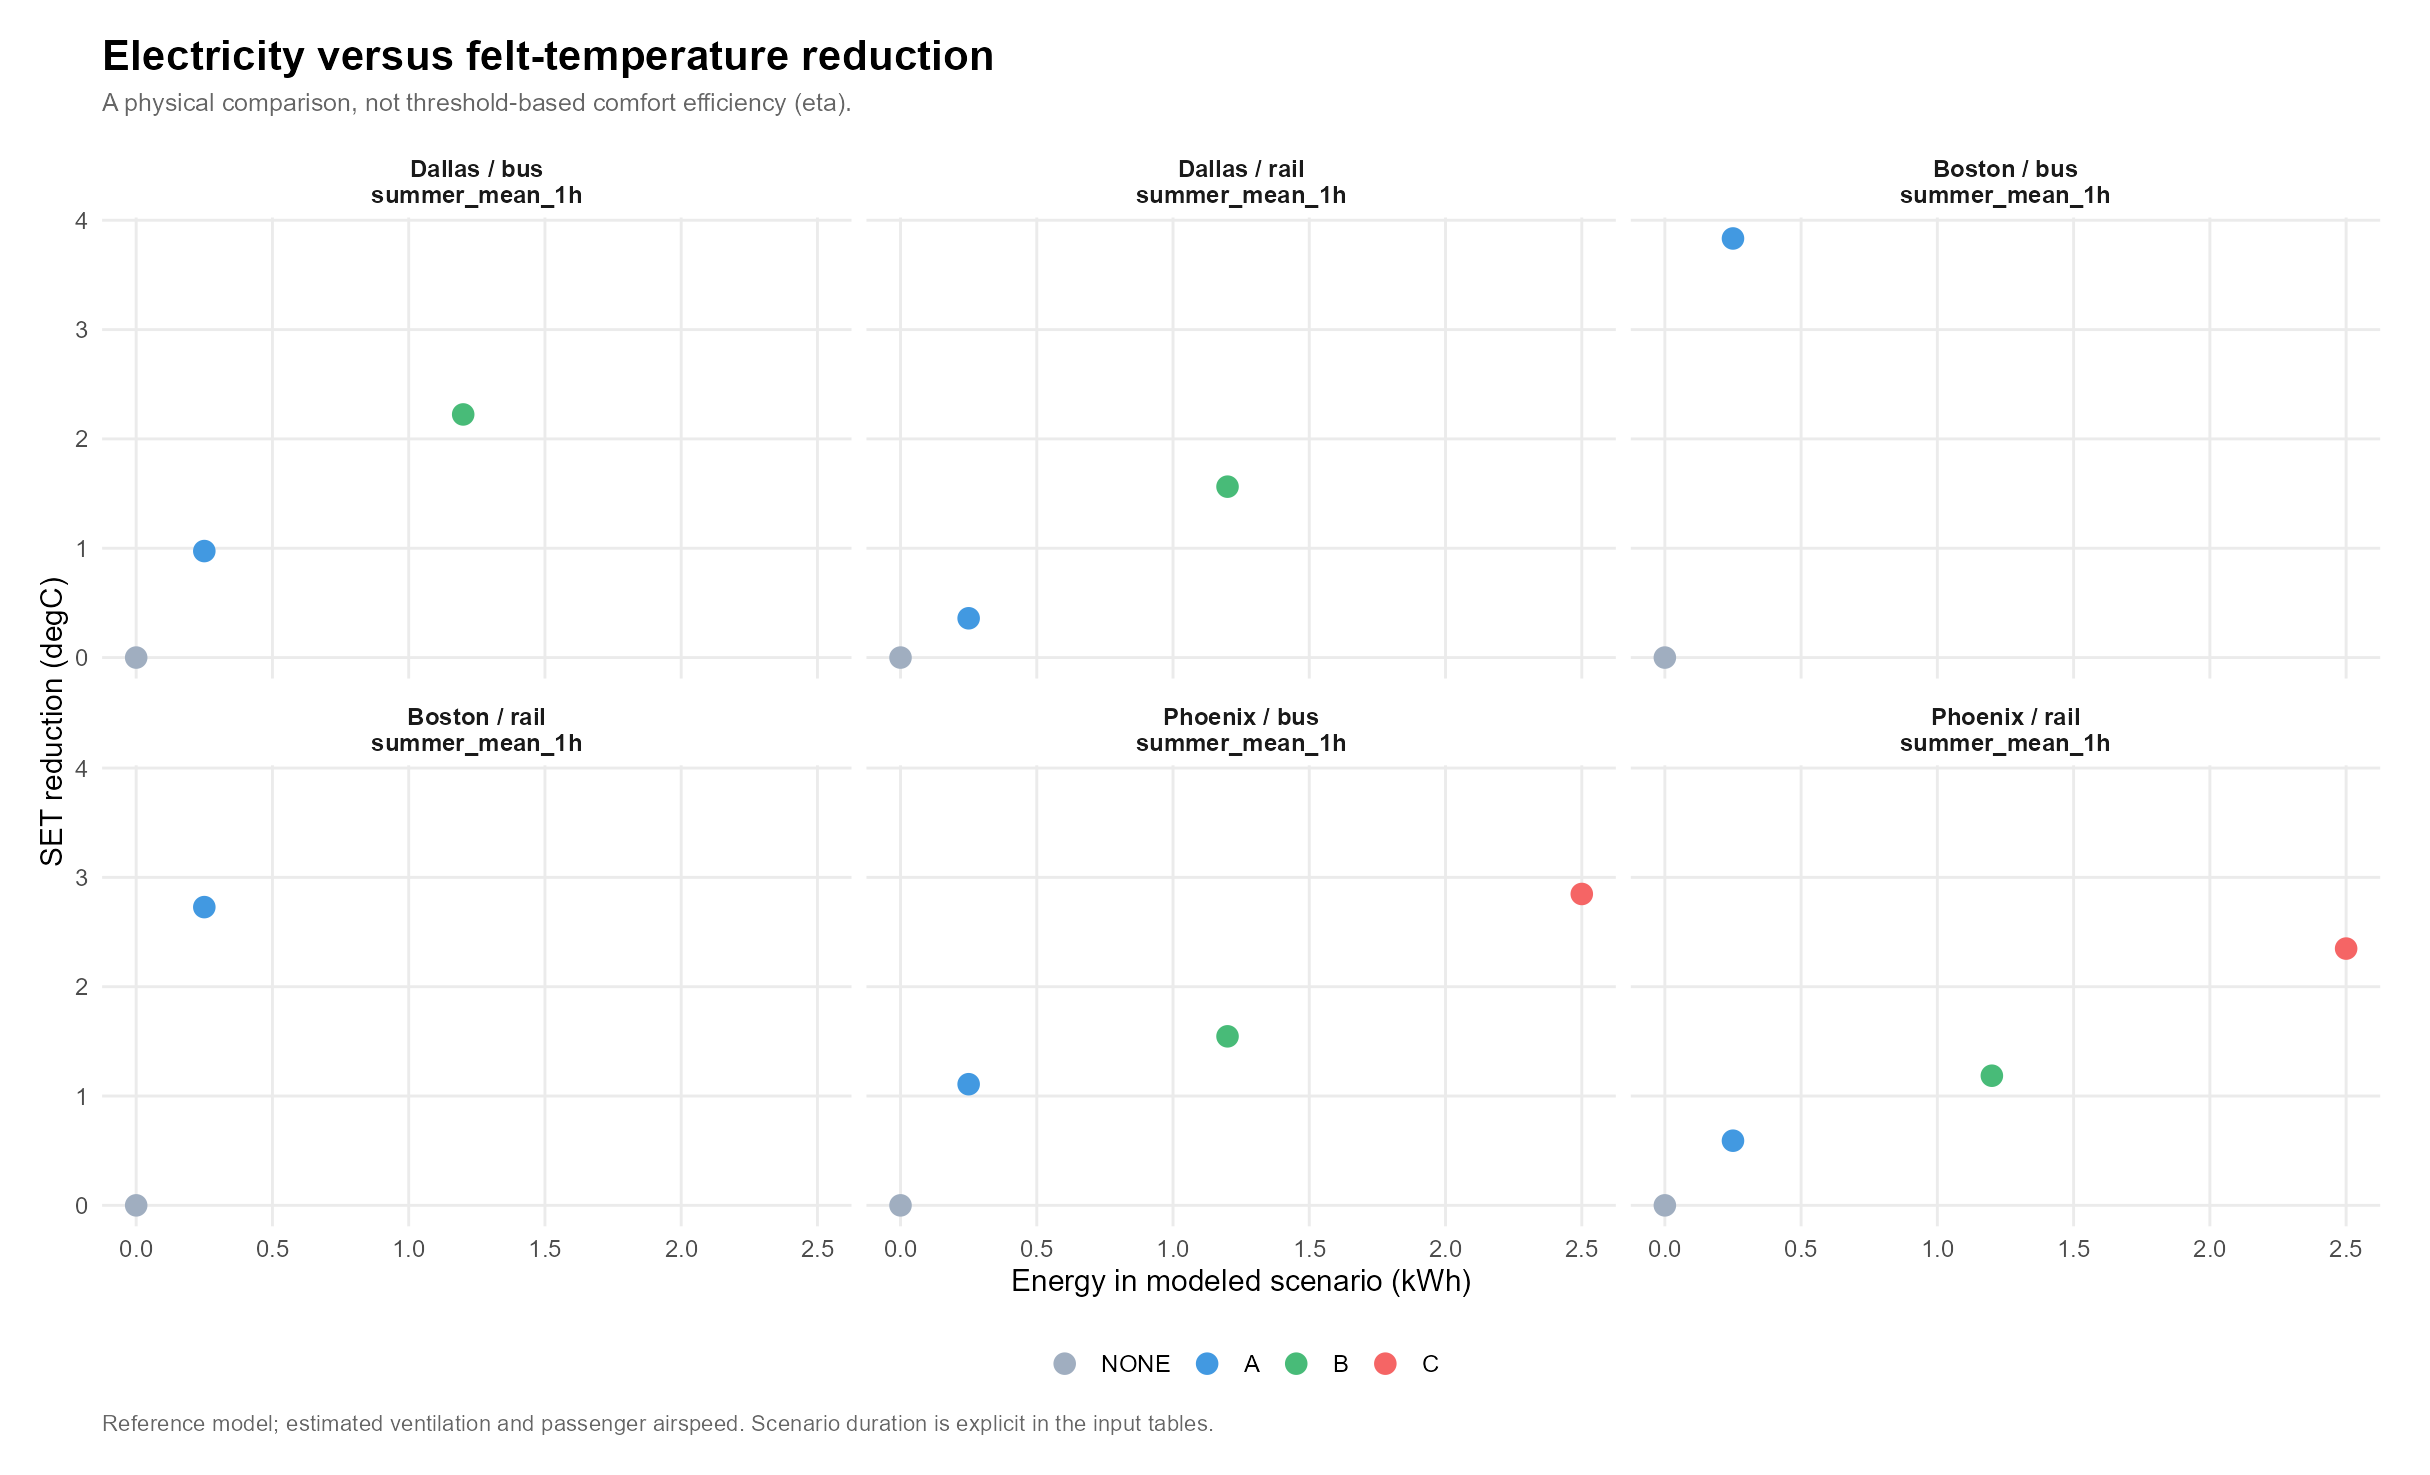 Electricity versus felt-temperature reduction
A physical comparison, not threshold-based comfort efficiency (eta).
Dallas / bus
summer_mean_1h
Dallas / rail
summer_mean_1h
Boston / bus
summer_mean_1h
4
3
2
1
0
Boston / rail
summer_mean_1h
Phoenix / bus
summer_mean_1h
Phoenix / rail
summer_mean_1h
4
3
2
1
0
SET reduction (degC)
0.0 0.5 1.0 1.5 2.0 2.5 0.0 0.5 1.0 1.5 2.0 2.5 0.0 0.5 1.0 1.5 2.0 2.5
Energy in modeled scenario (kWh)
NONE A B C
Reference model; estimated ventilation and passenger airspeed. Scenario duration is explicit in the input tables.